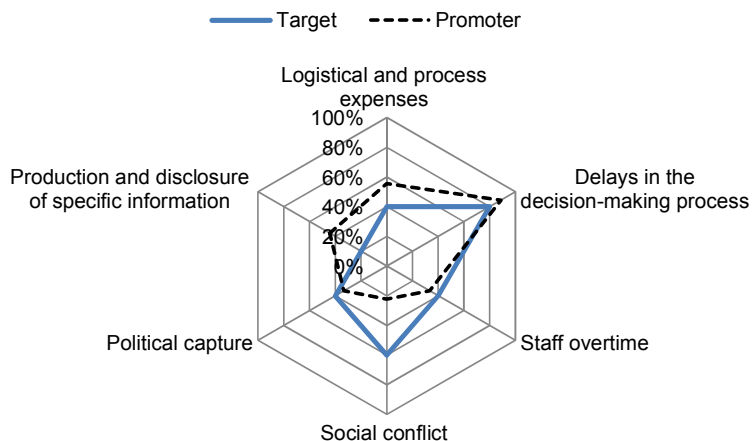 Target
Promoter
Logistical and process
expenses
100%
80%
60%
40%
20%
0%
Production and disclosure
of specific information
Delays in the
decision-making process
Political capture
Staff overtime
Social conflict